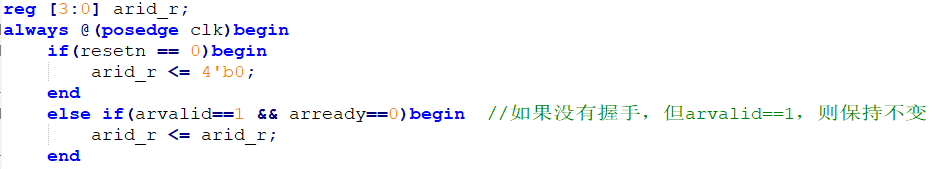 reg [3:0] arid_r;
always @(posedge clk)begin
    if(resetn == 0)begin
        arid_r <= 4'b0;
    end
    else if(arvalid==1 && arready==0)begin  //如果没有握手，但arvalid==1，则保持不变
        arid_r <= arid_r;
    end